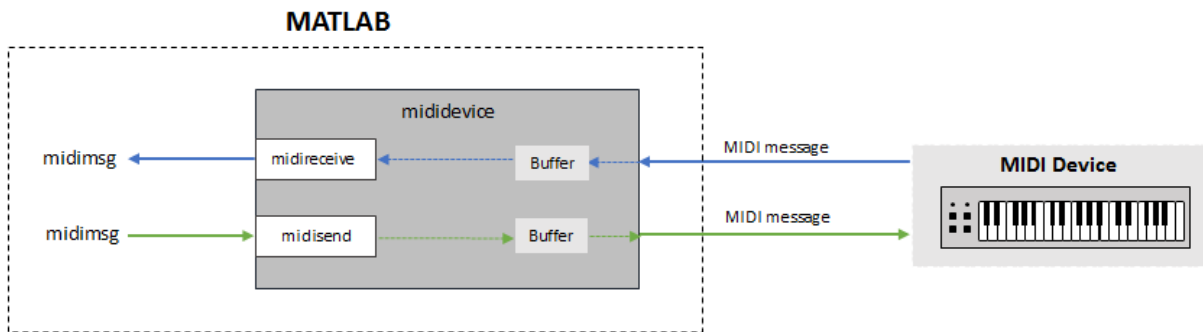 MATLAB
mididevice
midimsg
midireceive
Buffer
MIDI message
MIDI Device
midimsg
midisend
Buffer
MIDI message